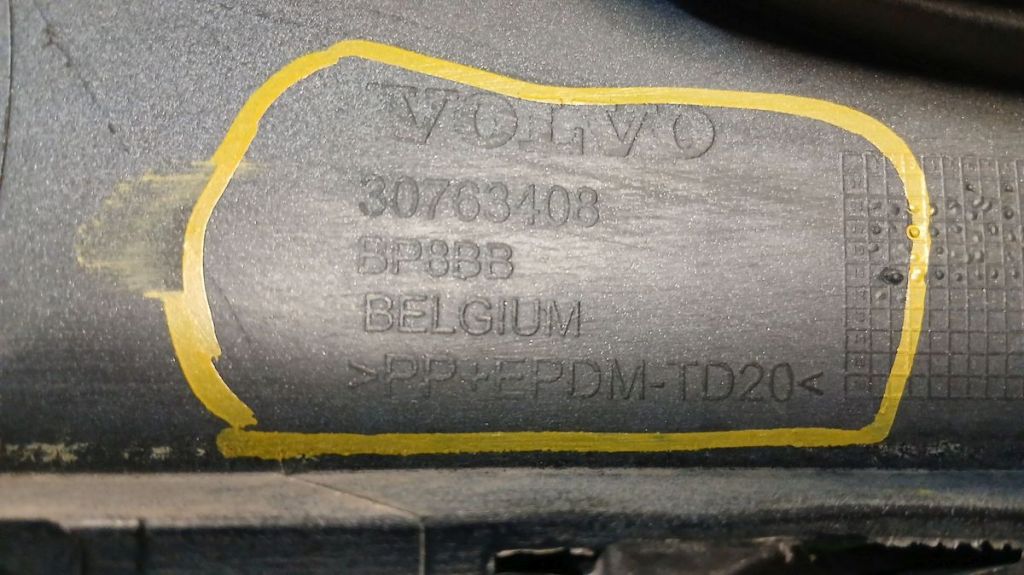 VOLVO
30763408
BP8BB
BELGIUM
>PP+EPDM-TD20<